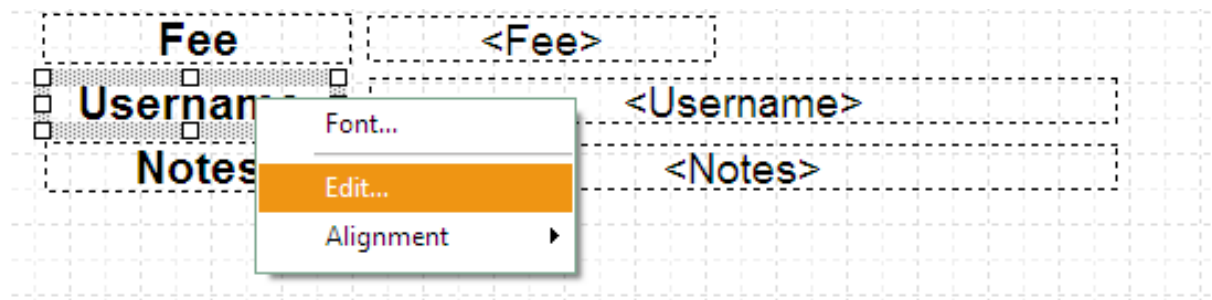 Fee <Fee>
Usernam <Username>
Font...
Notes <Notes>
Edit...
Alignment